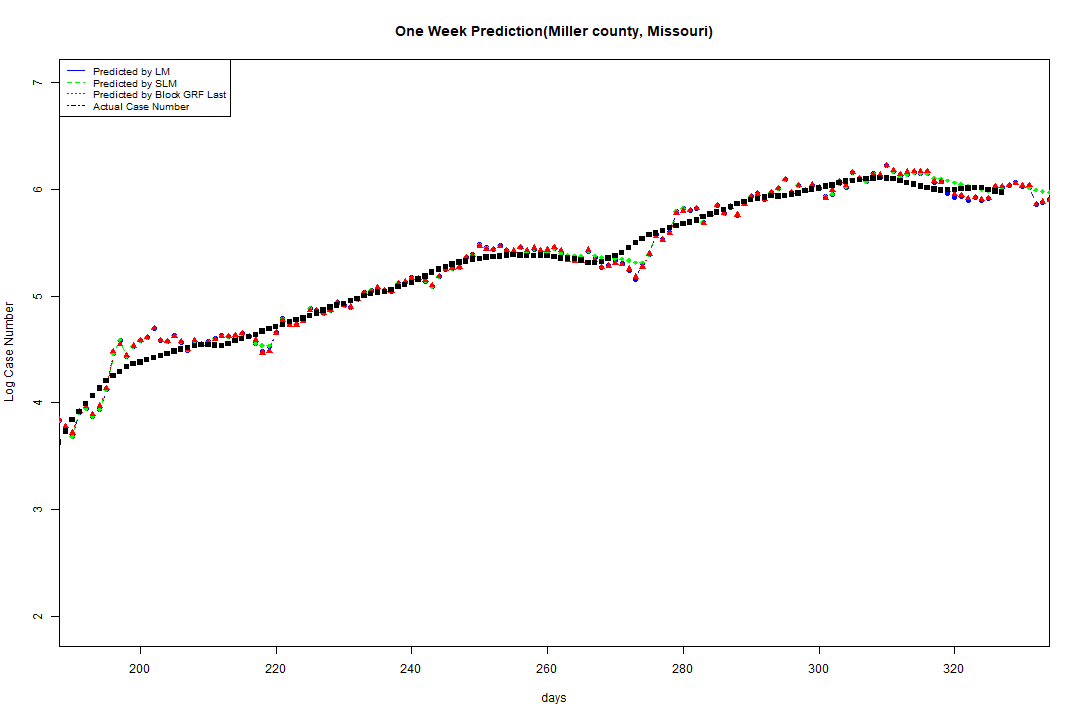 One Week Prediction(Miller county, Missouri)
Predicted by LM
Predicted by SLM
Predicted by Block GRF Last
Actual Case Number
Log Case Number
7
6
5
4
3
2
200 220 240 260 280 300 320
days